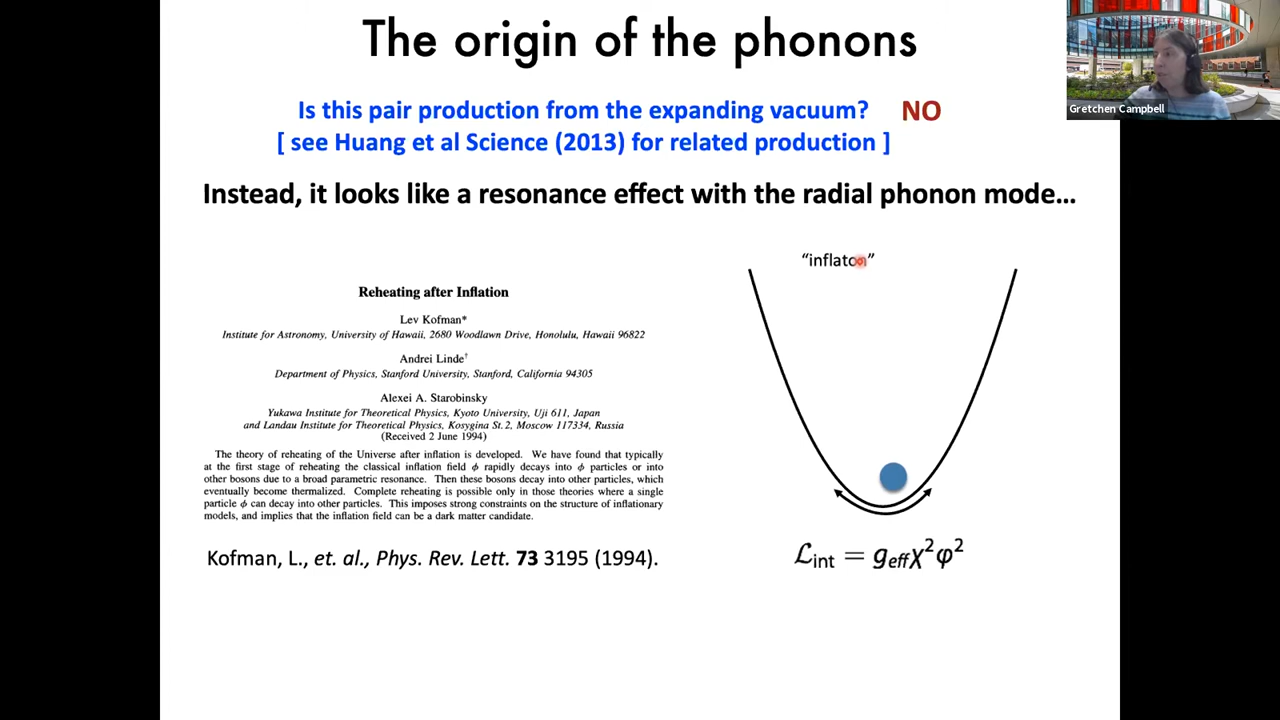 The origin of the phonons
Gretchen Campbell
Is this pair production from the expanding vacuum? NO
[ see Huang et al Science (2013) for related production ]
Instead, it looks like a resonance effect with the radial phonon mode...
Reheating after Inflation
Lev Kofman*
Institute for Astronomy, University of Hawaii, 2680 Woodlawn Drive, Honolulu, Hawaii 96822
Andrei Linde†
Department of Physics, Stanford University, Stanford, California 94305
Alexei A. Starobinsky
Yukawa Institute for Theoretical Physics, Kyoto University, Uji 611, Japan
and Landau Institute for Theoretical Physics, Kosygina St. 2, Moscow 117334, Russia
(Received 2 June 1994)
The theory of reheating of the Universe after inflation is developed. We have found that typically
at the first stage of reheating the classical inflation field ϕ rapidly decays into ϕ particles or into
other bosons due to a broad parametric resonance. Then these bosons decay into other particles, which
eventually become thermalized. Complete reheating is possible only in those theories where a single
particle ϕ can decay into other particles. This imposes strong constraints on the structure of inflationary
models, and implies that the inflation field can be a dark matter candidate.
Kofman, L., et. al., Phys. Rev. Lett. 73 3195 (1994).
“inflaton”
ℒint = geffχ²φ²